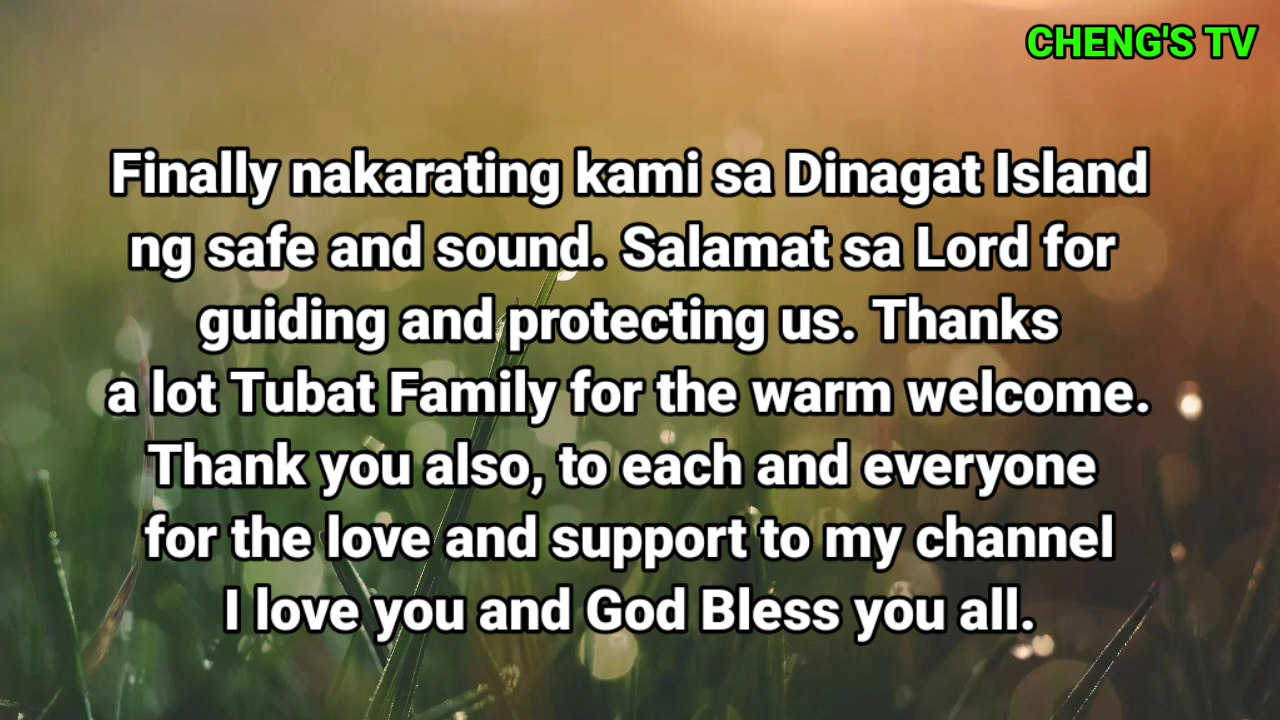 CHENG'S TV
Finally nakarating kami sa Dinagat Island
ng safe and sound. Salamat sa Lord for
guiding and protecting us. Thanks
a lot Tubat Family for the warm welcome.
Thank you also, to each and everyone
for the love and support to my channel
I love you and God Bless you all.